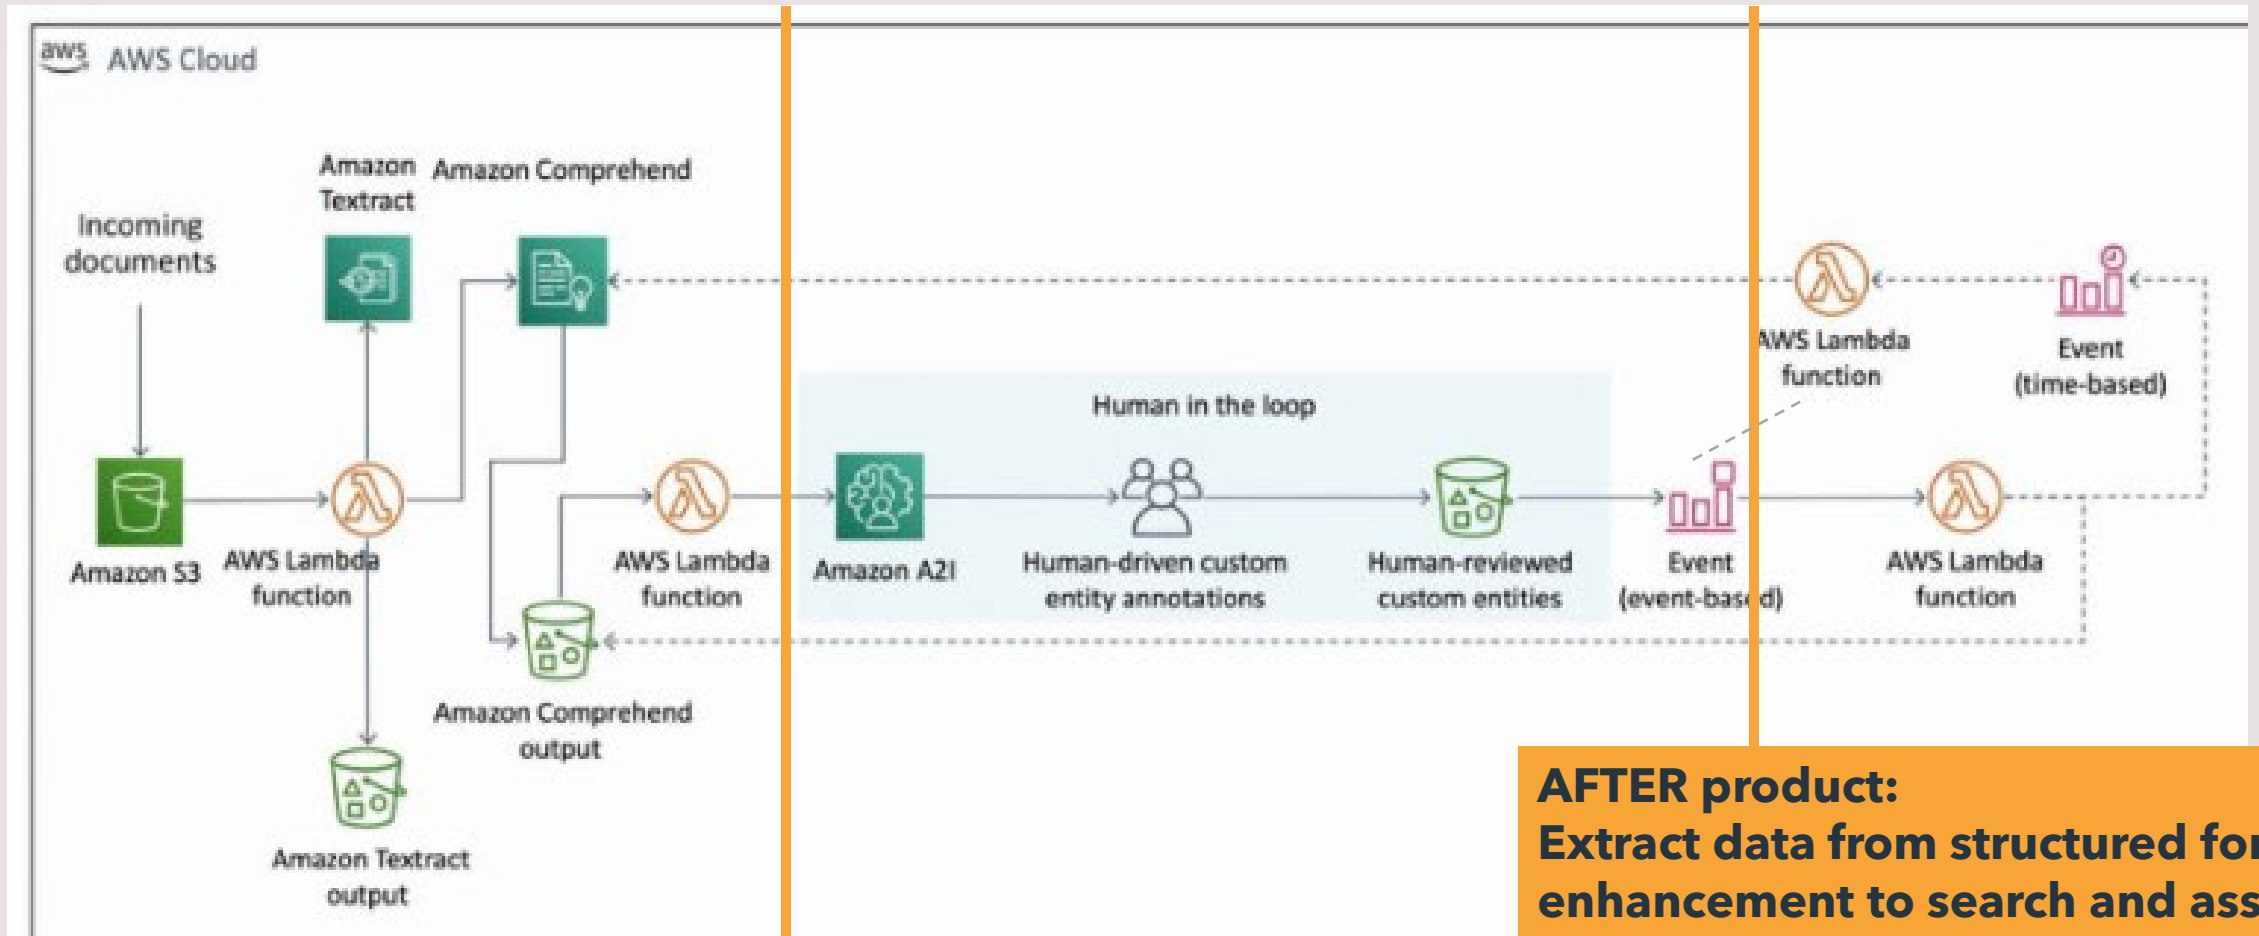 aws AWS Cloud
Amazon
Textract
Amazon Comprehend
Incoming
documents
AWS Lambda
function
Event
(time-based)
Human in the loop
Amazon S3
AWS Lambda
function
AWS Lambda
function
Amazon A2I
Human-driven custom
entity annotations
Human-reviewed
custom entities
Event
(event-based)
AWS Lambda
function
Amazon Comprehend
output
Amazon Textract
output
AFTER product:
Extract data from structured
enhancement to search and